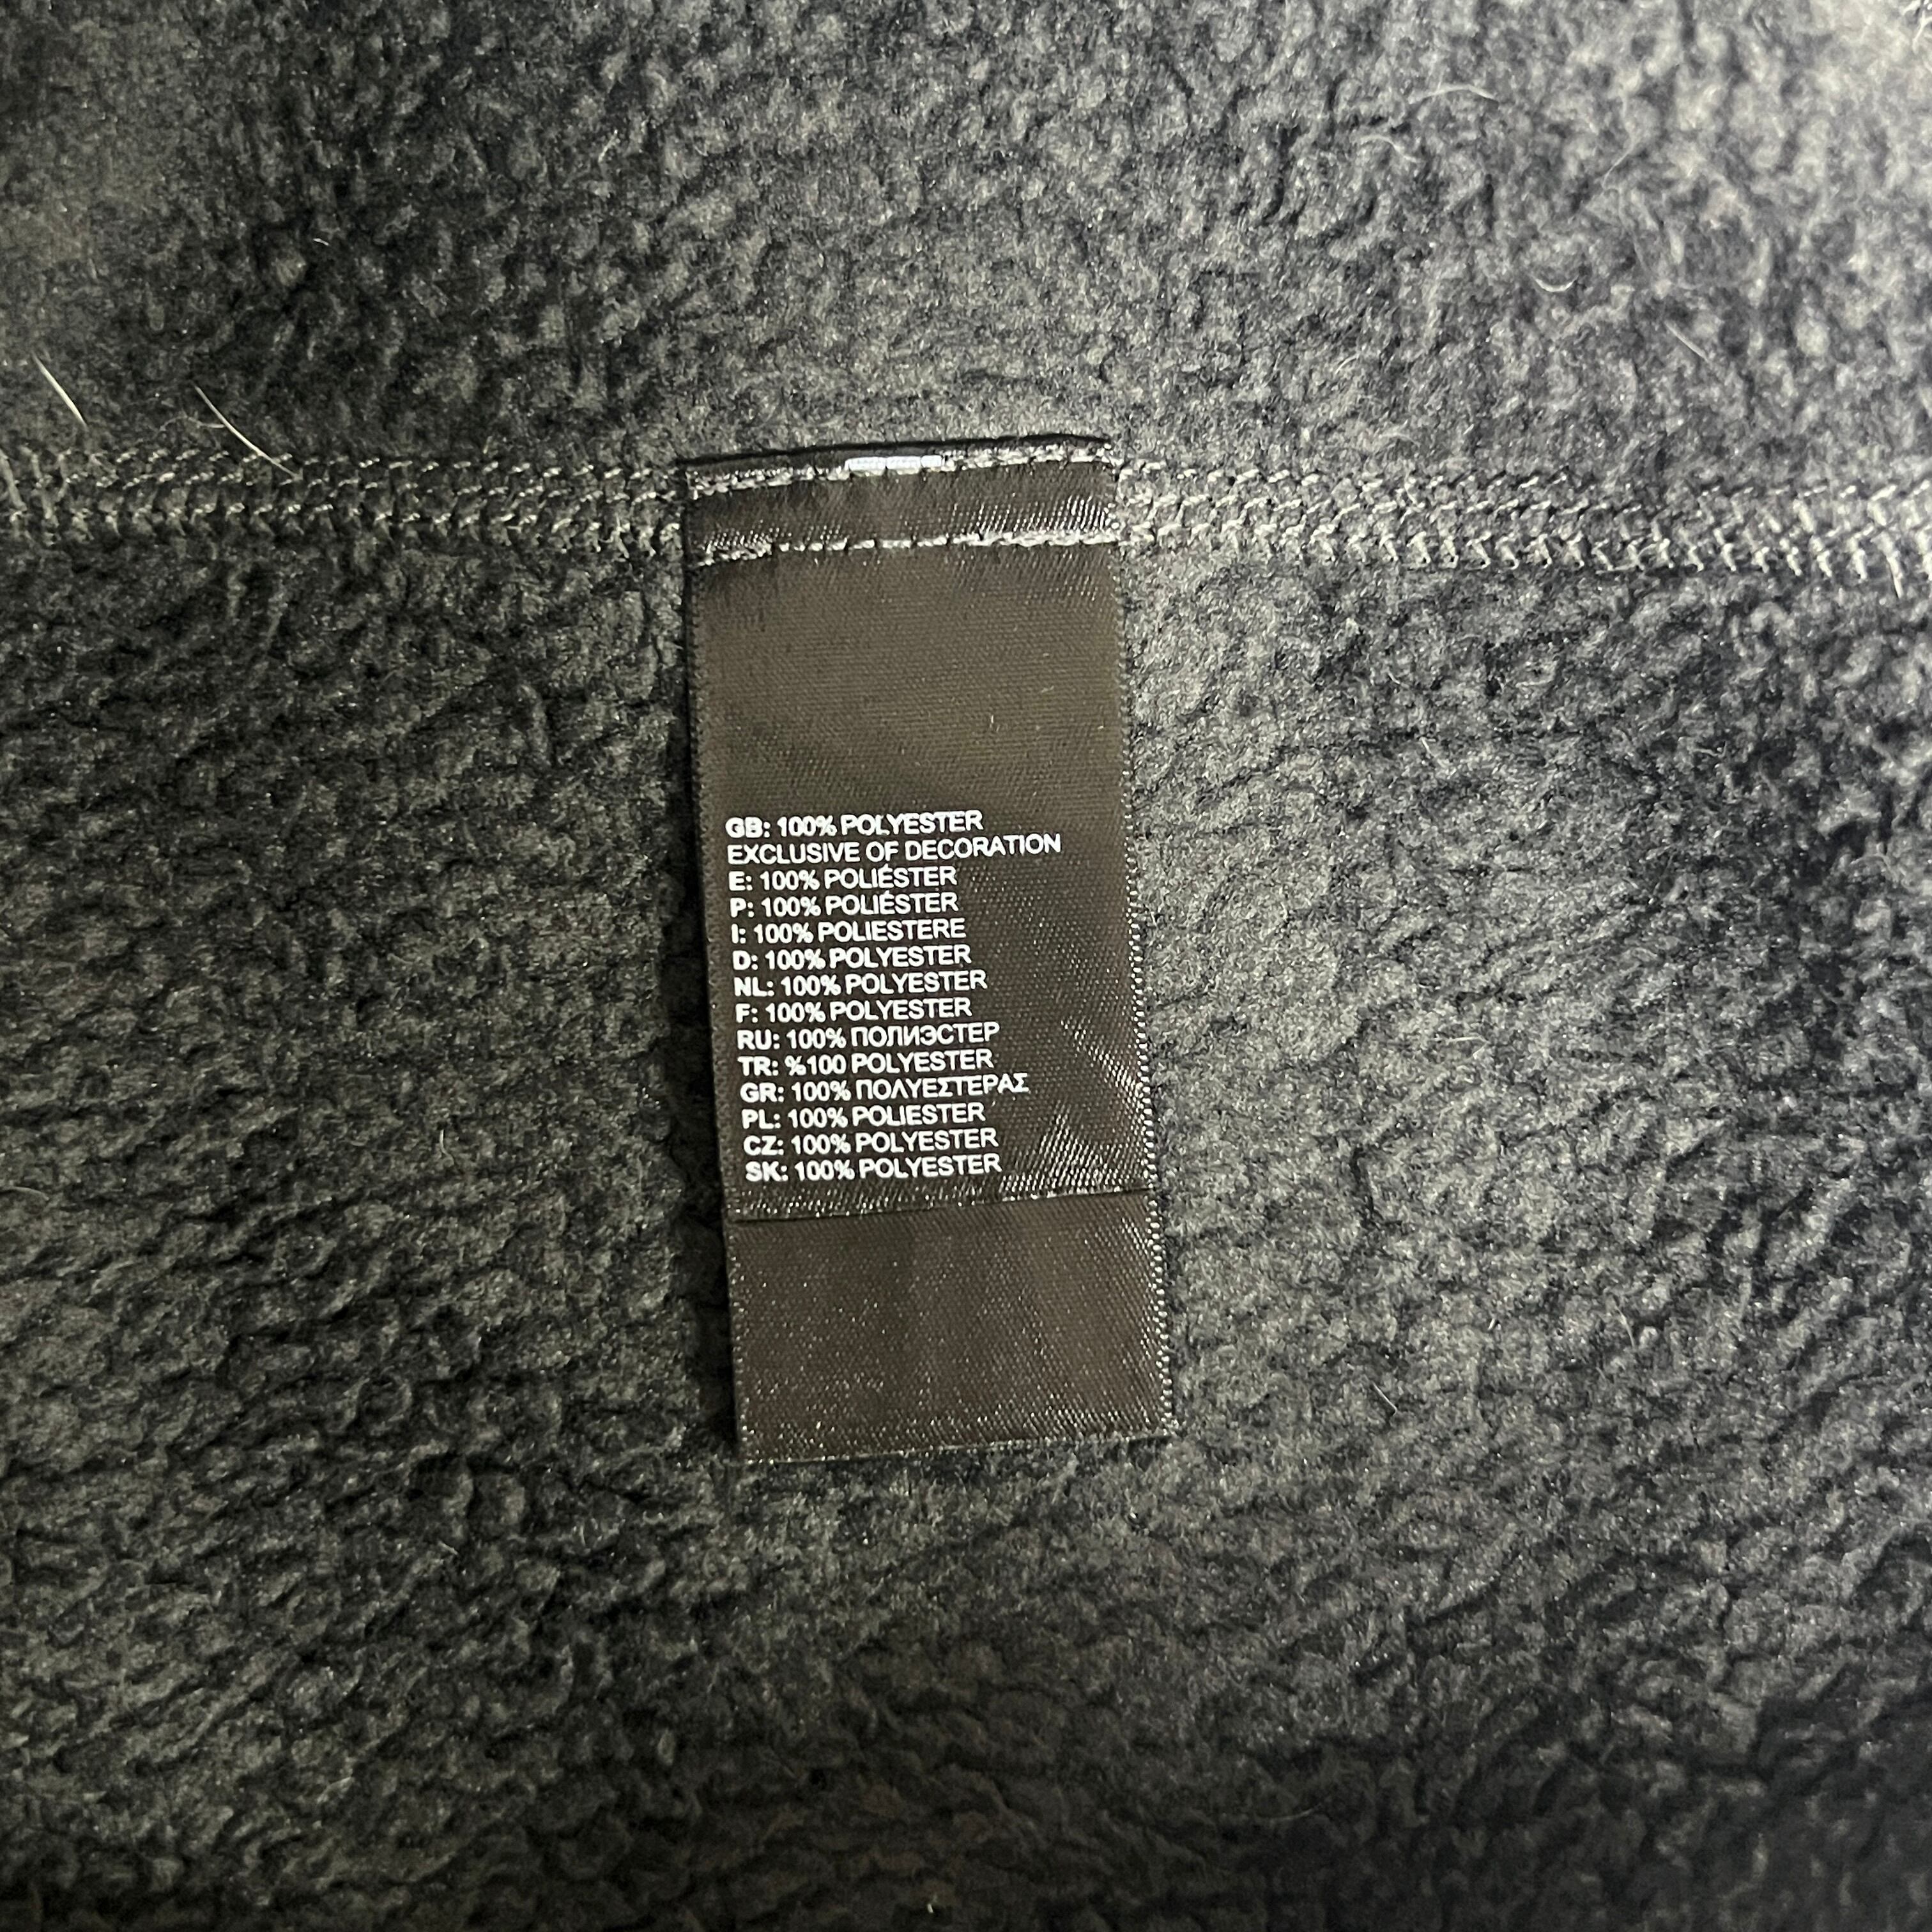 GB: 100% POLYESTER
EXCLUSIVE OF DECORATION
E: 100% POLIÉSTER
P: 100% POLIÉSTER
I: 100% POLIESTERE
D: 100% POLYESTER
NL: 100% POLYESTER
F: 100% POLYESTER
RU: 100% ПОЛИЭСТЕР
TR: %100 POLYESTER
GR: 100% ΠΟΛΥΕΣΤΕΡΑΣ
PL: 100% POLIESTER
CZ: 100% POLYESTER
SK: 100% POLYESTER